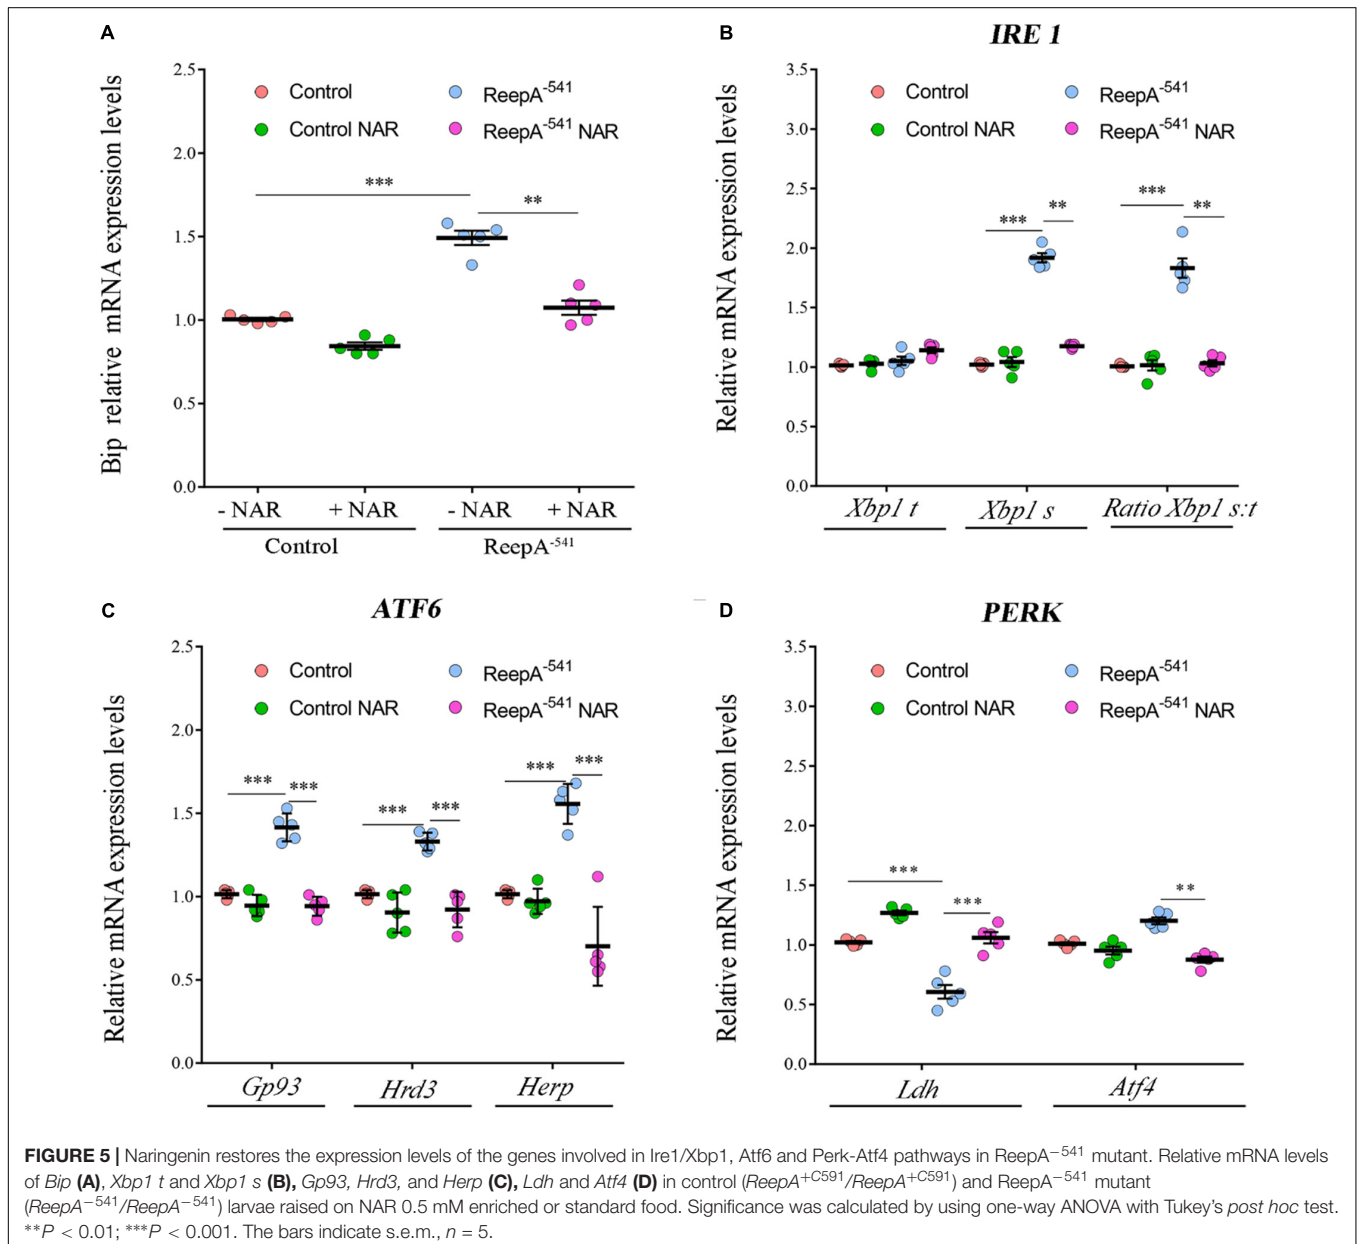 A
Bip relative mRNA expression levels
2.5
2.0
1.5
1.0
0.5
0.0
Control
Control NAR
ReepA-541
ReepA-541 NAR
***
**
- NAR
+ NAR
- NAR
+ NAR
Control
ReepA-541
B
IRE 1
Relative mRNA expression levels
3.5
3.0
2.5
2.0
1.5
1.0
0.5
0.0
Control
Control NAR
ReepA-541
ReepA-541 NAR
***
**
***
**
Xbp1 t
Xbp1 s
Ratio Xbp1 s:t
C
ATF6
Relative mRNA expression levels
2.5
2.0
1.5
1.0
0.5
0.0
Control
Control NAR
ReepA-541
ReepA-541 NAR
***
***
***
***
***
***
Gp93
Hrd3
Herp
D
PERK
Relative mRNA expression levels
3.5
3.0
2.5
2.0
1.5
1.0
0.5
0.0
Control
Control NAR
ReepA-541
ReepA-541 NAR
***
***
**
Ldh
Atf4
FIGURE 5 | Naringenin restores the expression levels of the genes involved in Ire1/Xbp1, Atf6 and Perk-Atf4 pathways in ReepA−541 mutant. Relative mRNA levels
of Bip (A), Xbp1 t and Xbp1 s (B), Gp93, Hrd3, and Herp (C), Ldh and Atf4 (D) in control (ReepA+C591/ReepA+C591) and ReepA−541 mutant
(ReepA−541/ReepA−541) larvae raised on NAR 0.5 mM enriched or standard food. Significance was calculated by using one-way ANOVA with Tukey's post hoc test.
**P < 0.01; ***P < 0.001. The bars indicate s.e.m., n = 5.